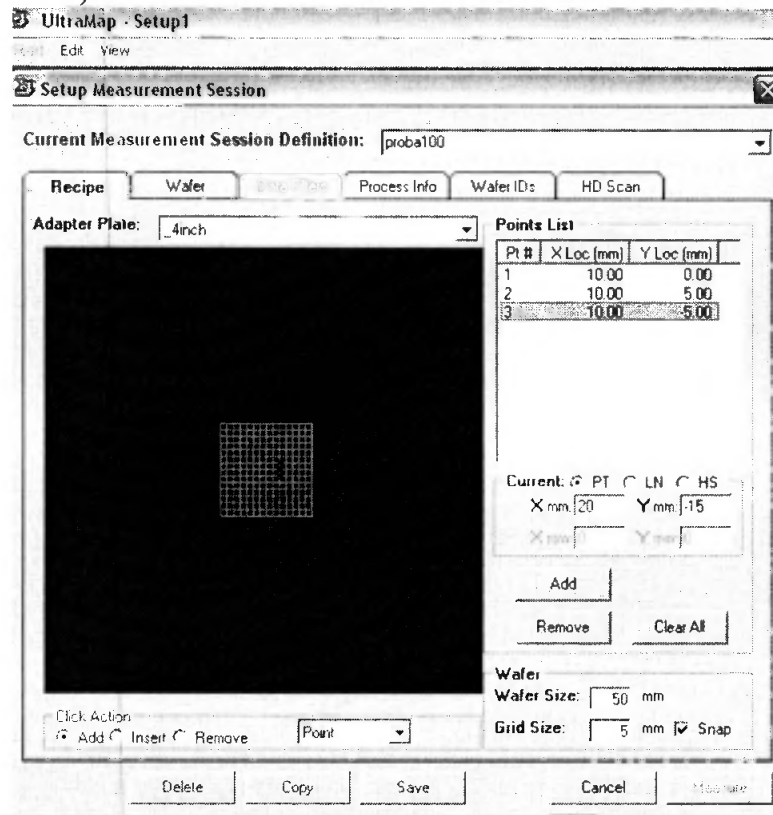 UltraMap - Setup1
Edit View
Setup Measurement Session
Current Measurement Session Definition: proba100
Recipe Wafer Process Info Wafer IDs HD Scan
Adapter Plate: _4inch
Points List
Pt # X Loc (mm) Y Loc (mm)
1 10.00 0.00
2 10.00 5.00
3 10.00 -5.00
Current: PT LN HS
X mm: 20 Y mm: -15
Add
Remove Clear All
Wafer
Wafer Size: 50 mm
Grid Size: 5 mm Snap
Click Action
Add Insert Remove Point
Delete Copy Save Cancel Measure